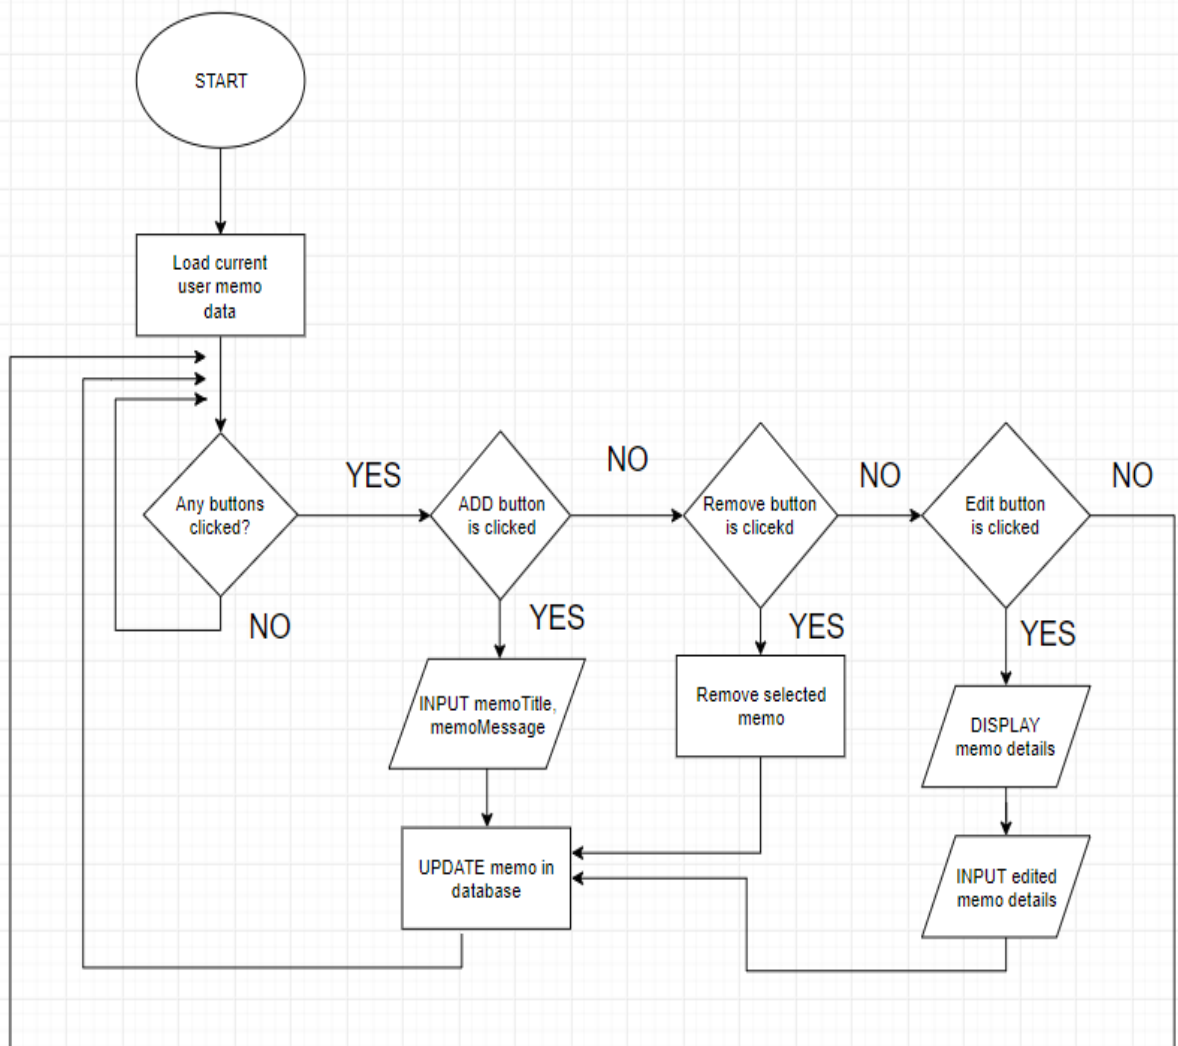 START
Load current
user memo
data
Any buttons
clicked?
YES
NO
ADD button
is clicked
NO
YES
Remove button
is clicekd
NO
YES
Edit button
is clicked
NO
YES
INPUT memoTitle,
memoMessage
Remove selected
memo
DISPLAY
memo details
UPDATE memo in
database
INPUT edited
memo details